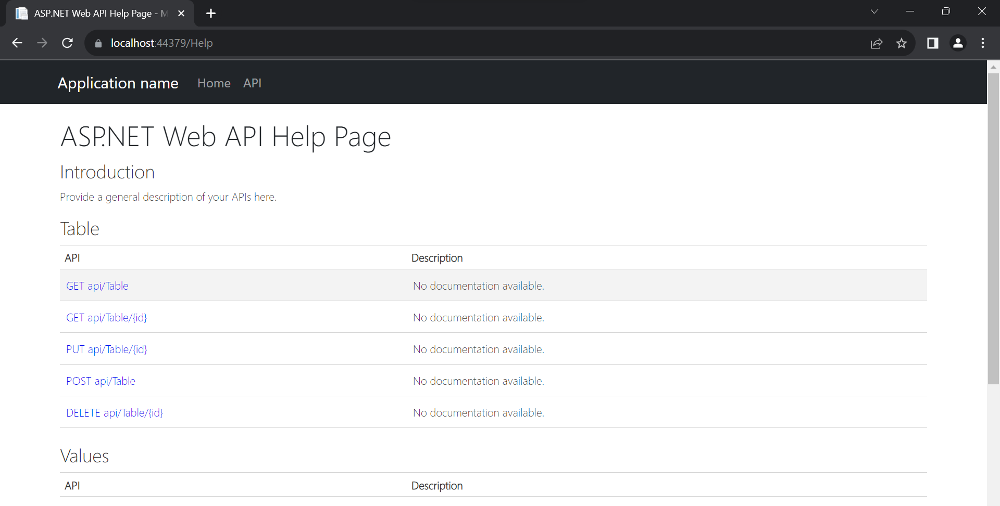 ASP.NET Web API Help Page - M
localhost:44379/Help
Application name Home API
ASP.NET Web API Help Page
Introduction
Provide a general description of your APIs here.
Table
API Description
GET api/Table No documentation available.
GET api/Table/{id} No documentation available.
PUT api/Table/{id} No documentation available.
POST api/Table No documentation available.
DELETE api/Table/{id} No documentation available.
Values
API Description